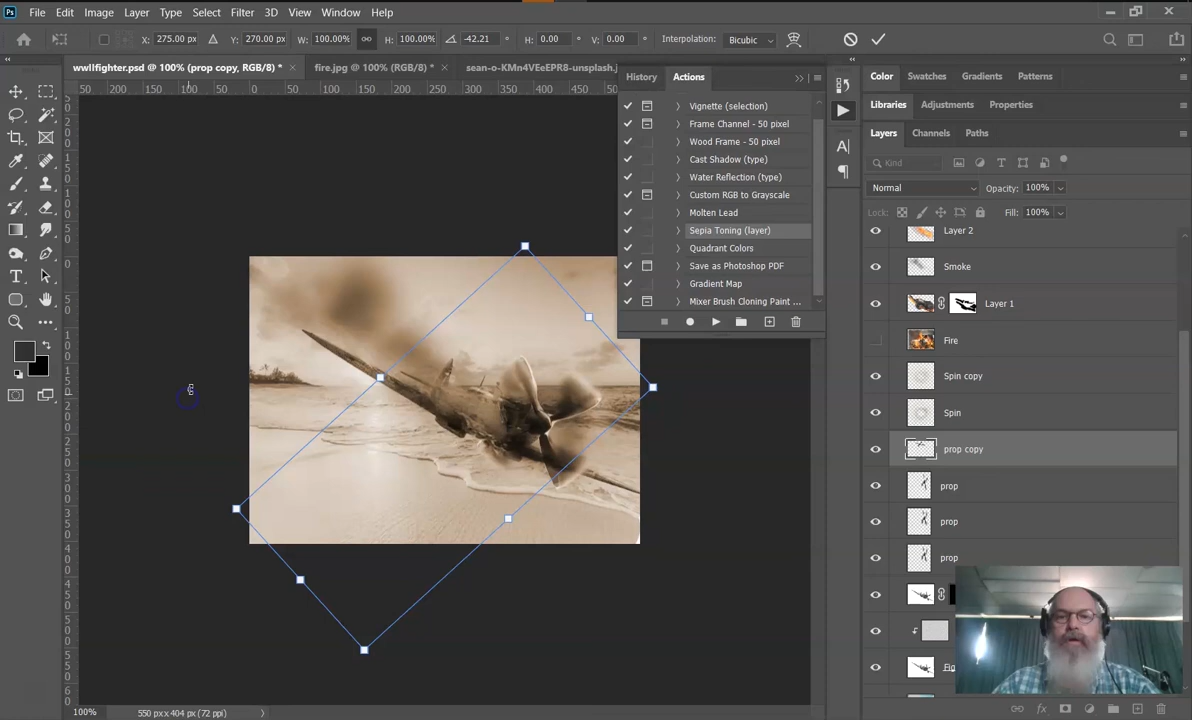 Ps File Edit Image Layer Type Select Filter 3D View Window Help
X: 275.00 px Y: 270.00 px W: 100.00% H: 100.00% -42.21 ° H: 0.00 ° V: 0.00 ° Interpolation: Bicubic
wwllfighter.psd @ 100% (prop copy, RGB/8) * × fire.jpg @ 100% (RGB/8) * × sean-o-KMn4VEeEPR8-unsplash.j
History Actions
Vignette (selection)
Frame Channel - 50 pixel
Wood Frame - 50 pixel
Cast Shadow (type)
Water Reflection (type)
Custom RGB to Grayscale
Molten Lead
Sepia Toning (layer)
Quadrant Colors
Save as Photoshop PDF
Gradient Map
Mixer Brush Cloning Paint ...
Color Swatches Gradients Patterns
Libraries Adjustments Properties
Layers Channels Paths
Kind
Normal Opacity: 100%
Lock: Fill: 100%
Layer 2
Smoke
Layer 1
Fire
Spin copy
Spin
prop copy
prop
prop
prop
100% 550 px x 404 px (72 ppi)